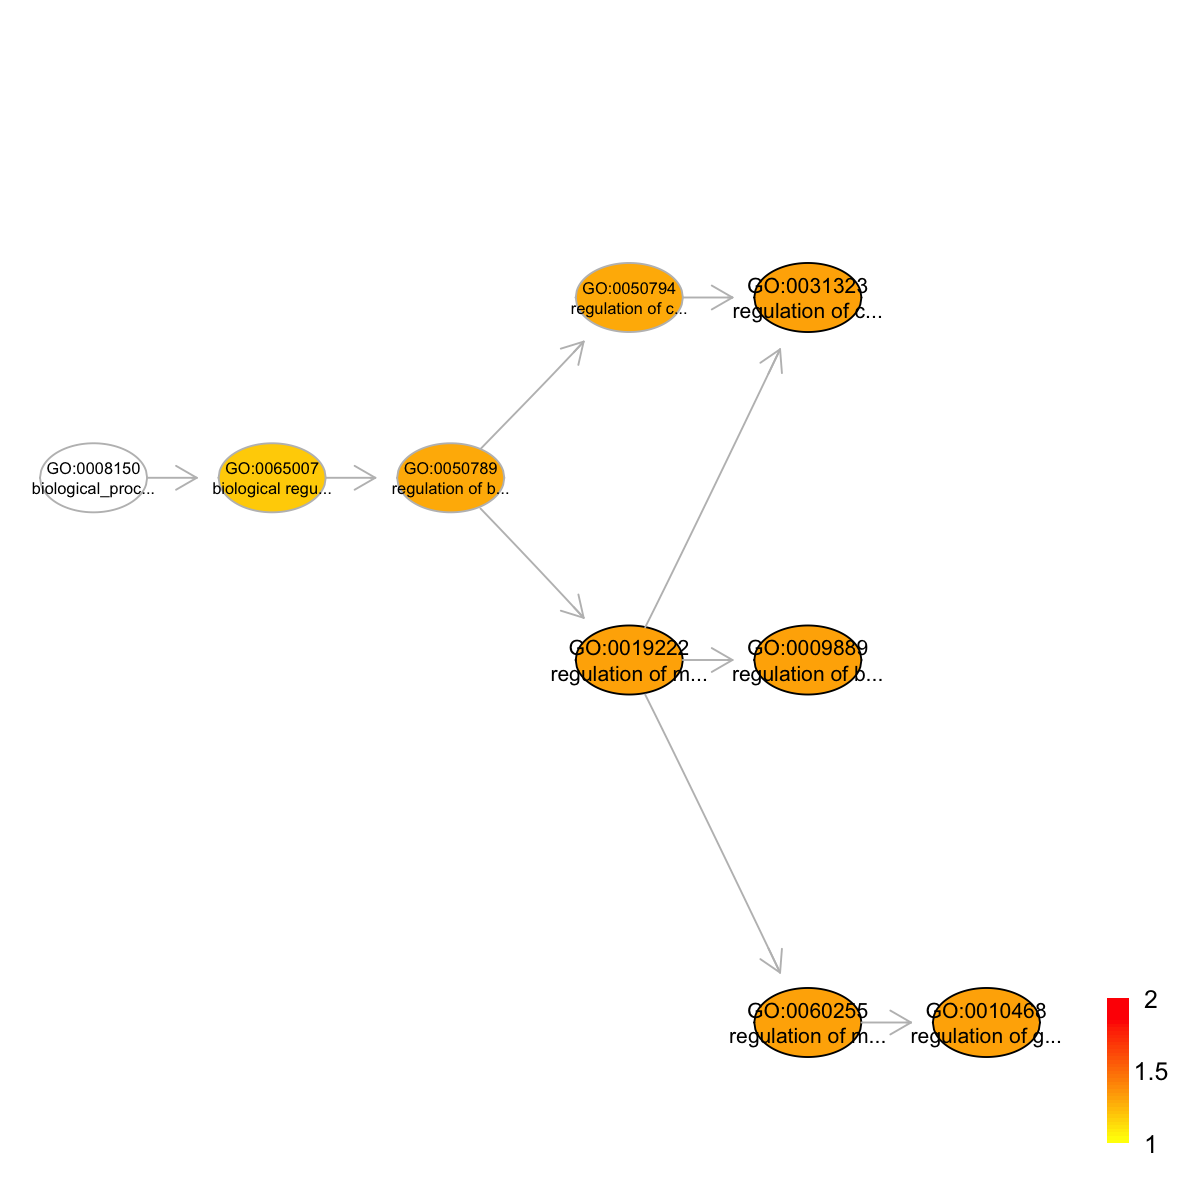 GO:0050794
regulation of c...
GO:0031323
regulation of c...
GO:0008150
biological_proc...
GO:0065007
biological regu...
GO:0050789
regulation of b...
GO:0019222
regulation of m...
GO:0009889
regulation of b...
GO:0060255
regulation of m...
GO:0010468
regulation of g...
2
1.5
1